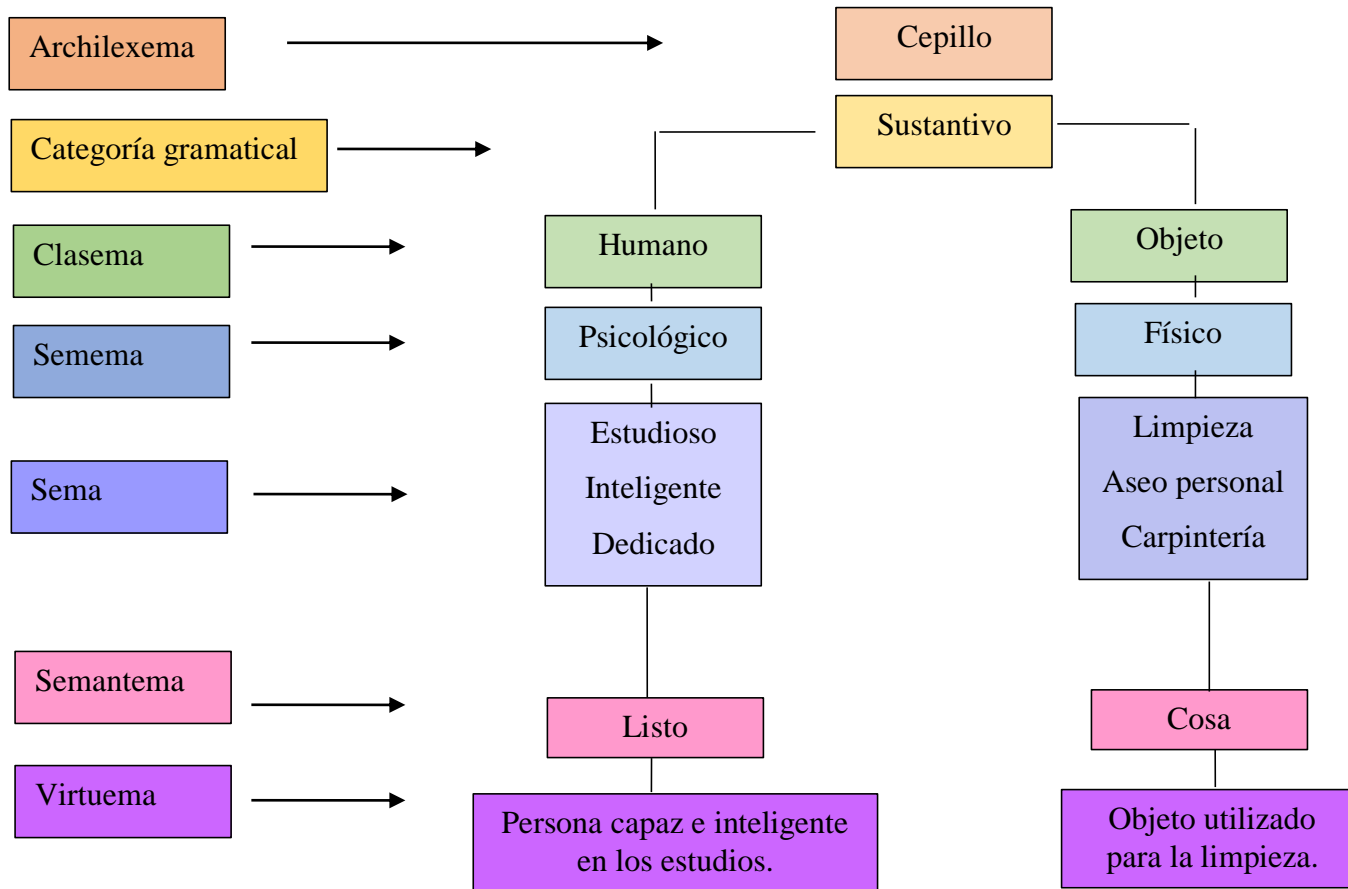 Archilexema
Cepillo
Categoría gramatical
Sustantivo
Clasema
Humano
Objeto
Semema
Psicológico
Físico
Sema
Estudioso
Inteligente
Dedicado
Limpieza
Aseo personal
Carpintería
Semantema
Listo
Cosa
Virtuema
Persona capaz e inteligente
en los estudios.
Objeto utilizado
para la limpieza.